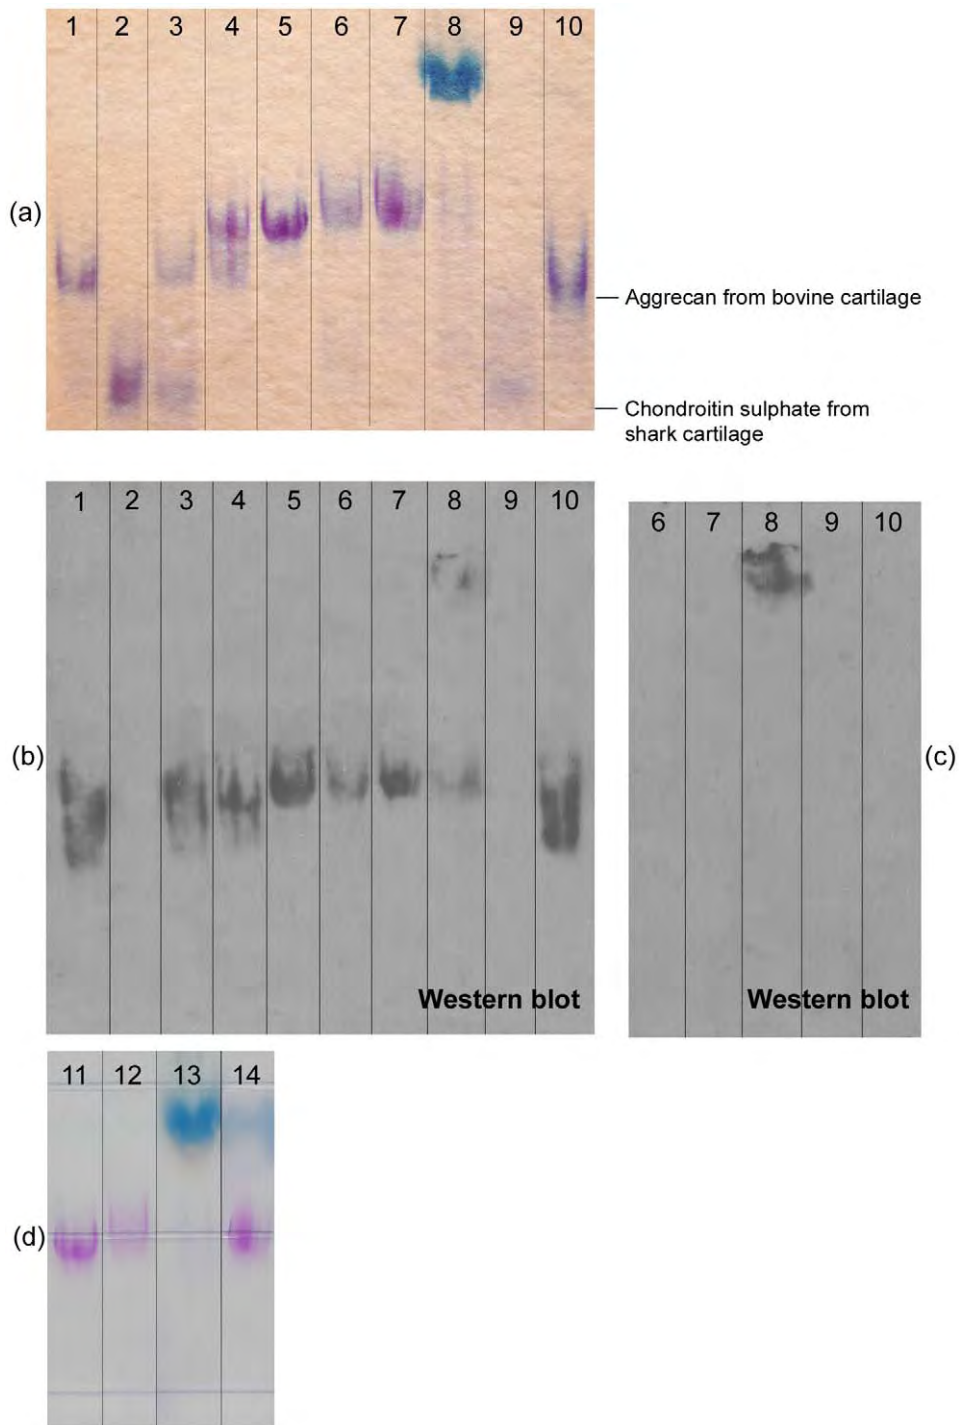 1 2 3 4 5 6 7 8 9 10
(a)
Aggrecan from bovine cartilage
Chondroitin sulphate from
shark cartilage
1 2 3 4 5 6 7 8 9 10
(b)
Western blot
6 7 8 9 10
(c)
Western blot
11 12 13 14
(d)